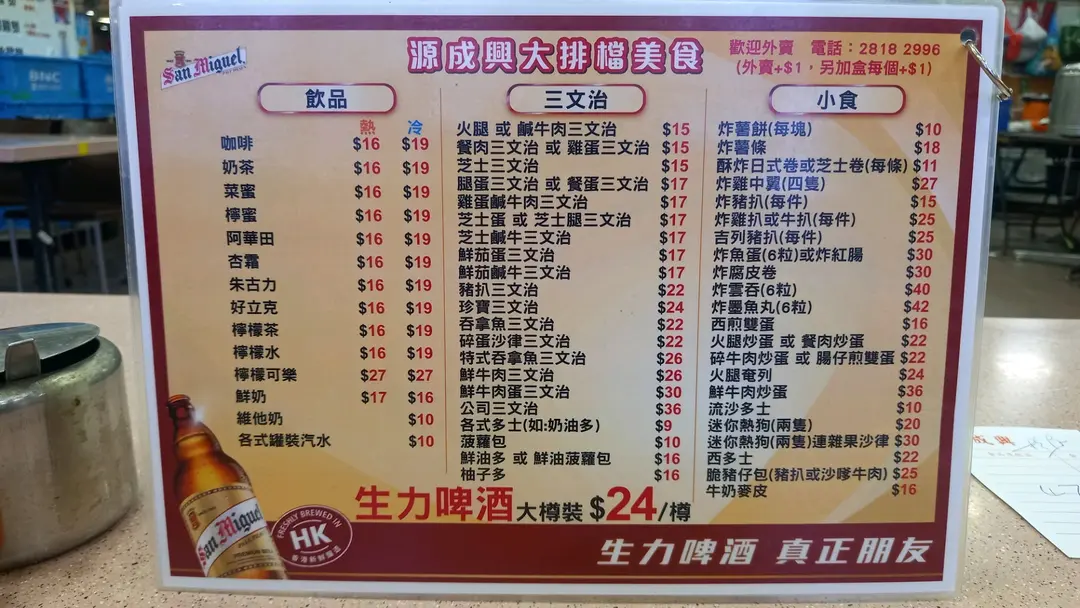 San Miguel
源成興大排檔美食
歡迎外賣 電話:2818 2996
(外賣+$1,另加盒每個+$1)
飲品
熱 冷
咖啡 $16 $19
奶茶 $16 $19
菜蜜 $16 $19
檸蜜 $16 $19
阿華田 $16 $19
杏霜 $16 $19
朱古力 $16 $19
好立克 $16 $19
檸檬茶 $16 $19
檸檬水 $16 $19
檸檬可樂 $27 $27
鮮奶 $17 $16
維他奶 $10
各式罐裝汽水 $10
三文治
火腿 或 鹹牛肉三文治 $15
餐肉三文治 或 雞蛋三文治 $15
芝士三文治 $15
腿蛋三文治 或 餐蛋三文治 $17
雞蛋鹹牛肉三文治 $17
芝士蛋 或 芝士腿三文治 $17
芝士鹹牛三文治 $17
鮮茄蛋三文治 $17
鮮茄鹹牛三文治 $17
豬扒三文治 $22
珍寶三文治 $24
吞拿魚三文治 $22
碎蛋沙律三文治 $22
特式吞拿魚三文治 $26
鮮牛肉三文治 $26
鮮牛肉蛋三文治 $30
公司三文治 $36
各式多士(如:奶油多) $9
菠蘿包 $10
鮮油多 或 鮮油菠蘿包 $16
柚子多 $16
小食
炸薯餅(每塊) $10
炸薯條 $18
酥炸日式卷或芝士卷(每條) $11
炸雞中翼(四隻) $27
炸豬扒(每件) $15
炸雞扒或牛扒(每件) $25
吉列豬扒(每件) $25
炸魚蛋(6粒)或炸紅腸 $30
炸腐皮卷 $30
炸雲吞(6粒) $40
炸墨魚丸(6粒) $42
西煎雙蛋 $16
火腿炒蛋 或 餐肉炒蛋 $22
碎牛肉炒蛋 或 腸仔煎雙蛋 $22
火腿奄列 $24
鮮牛肉炒蛋 $36
流沙多士 $10
迷你熱狗(兩隻) $20
迷你熱狗(兩隻)連雜果沙律 $30
西多士 $22
脆豬仔包(豬扒或沙嗲牛肉) $25
牛奶麥皮 $16
生力啤酒 大樽裝 $24/樽
San Miguel
FRESHLY BREWED IN
HK
生力啤酒 真正朋友
BNC